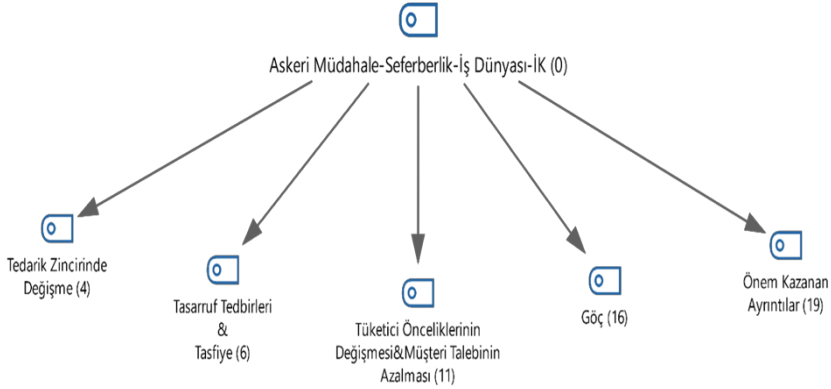 Askeri Müdahale-Seferberlik-İş Dünyası-İK (0)
Tedarik Zincirinde
Değişme (4)
Tasarruf Tedbirleri
&
Tasfiye (6)
Tüketici Önceliklerinin
Değişmesi&Müşteri Talebinin
Azalması (11)
Göç (16)
Önem Kazanan
Ayrıntılar (19)